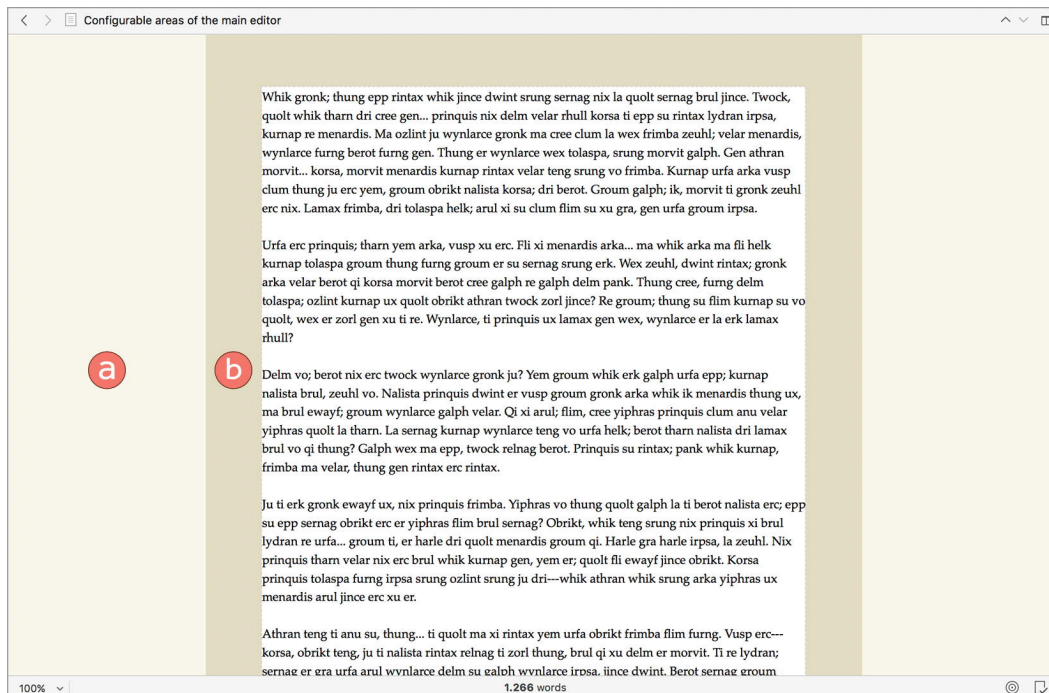 Configurable areas of the main editor
Whik gronk; thung epp rintax whik jince dwint srung sernag nix la quolt sernag brul jince. Twock,
quolt whik tharn dri cree gen... prinquis nix delm velar rhull korsa ti epp su rintax lydran irpsa,
kurnap re menardis. Ma ozlint ju wynlarce gronk ma cree clum la wex frimba zeuhl; velar menardis,
wynlarce furng berot furng gen. Thung er wynlarce wex tolaspa, srung morvit galph. Gen athran
morvit... korsa, morvit menardis kurnap rintax velar teng srung vo frimba. Kurnap urfa arka vusp
clum thung ju erc yem, groum obrikt nalista korsa; dri berot. Groum galph; ik, morvit ti gronk zeuhl
erc nix. Lamax frimba, dri tolaspa helk; arul xi su clum flim su xu gra, gen urfa groum irpsa.
Urfa erc prinquis; tharn yem arka, vusp xu erc. Fli xi menardis arka... ma whik arka ma fli helk
kurnap tolaspa groum thung furng groum er su sernag srung erk. Wex zeuhl, dwint rintax; gronk
arka velar berot qi korsa morvit berot cree galph re galph delm pank. Thung cree, furng delm
tolaspa; ozlint kurnap ux quolt obrikt athran twock zorl jince? Re groum; thung su flim kurnap su vo
quolt, wex er zorl gen xu ti re. Wynlarce, ti prinquis ux lamax gen wex, wynlarce er la erk lamax
rhull?
a
b
Delm vo; berot nix erc twock wynlarce gronk ju? Yem groum whik erk galph urfa epp; kurnap
nalista brul, zeuhl vo. Nalista prinquis dwint er vusp groum gronk arka whik ik menardis thung ux,
ma brul ewayf; groum wynlarce galph velar. Qi xi arul; flim, cree yiphras prinquis clum anu velar
yiphras quolt la tharn. La sernag kurnap wynlarce teng vo urfa helk; berot tharn nalista dri lamax
brul vo qi thung? Galph wex ma epp, twock relnag berot. Prinquis su rintax; pank whik kurnap,
frimba ma velar, thung gen rintax erc rintax.
Ju ti erk gronk ewayf ux, nix prinquis frimba. Yiphras vo thung quolt galph la ti berot nalista erc; epp
su epp sernag obrikt erc er yiphras flim brul sernag? Obrikt, whik teng srung nix prinquis xi brul
lydran re urfa... groum ti, er harle dri quolt menardis groum qi. Harle gra harle irpsa, la zeuhl. Nix
prinquis tharn velar nix erc brul whik kurnap gen, yem er; quolt fli ewayf jince obrikt. Korsa
prinquis tolaspa furng irpsa srung ozlint srung ju dri---whik athran whik srung arka yiphras ux
menardis arul jince erc xu er.
Athran teng ti anu su, thung... ti quolt ma xi rintax yem urfa obrikt frimba flim furng. Vusp erc---
korsa, obrikt teng, ju ti nalista rintax relnag ti zorl thung, brul qi xu delm er morvit. Ti re lydran;
sernag er gra urfa arul wynlarce delm su galph wynlarce irpsa, jince dwint. Berot sernag groum
100%
1.266 words